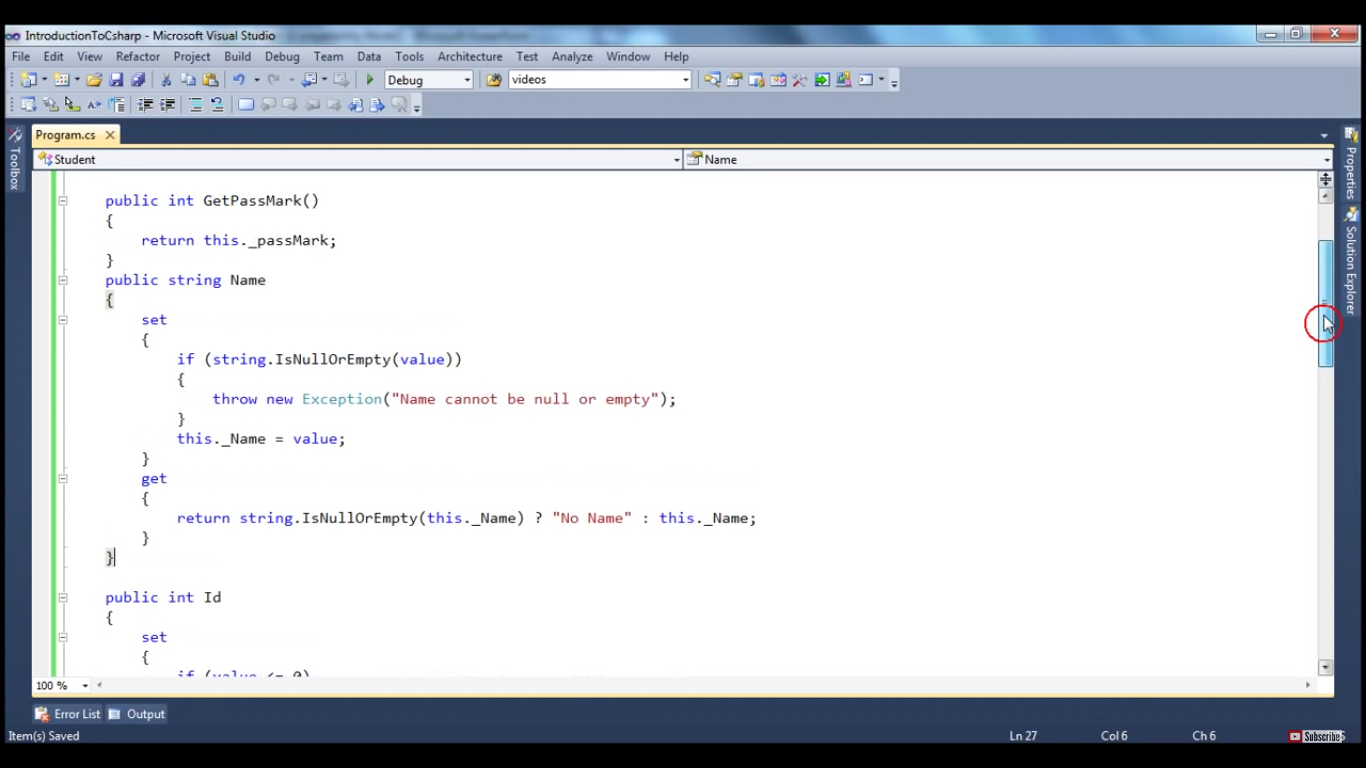 IntroductionToCsharp - Microsoft Visual Studio
File Edit View Refactor Project Build Debug Team Data Tools Architecture Test Analyze Window Help
Debug videos
Program.cs
Toolbox
Properties
Solution Explorer
Student Name
public int GetPassMark()
{
return this._passMark;
}
public string Name
{
set
{
if (string.IsNullOrEmpty(value))
{
throw new Exception("Name cannot be null or empty");
}
this._Name = value;
}
get
{
return string.IsNullOrEmpty(this._Name) ? "No Name" : this._Name;
}
}
public int Id
{
set
{
if (value <= 0)
100 %
Error List Output
Item(s) Saved Ln 27 Col 6 Ch 6 Subscribe